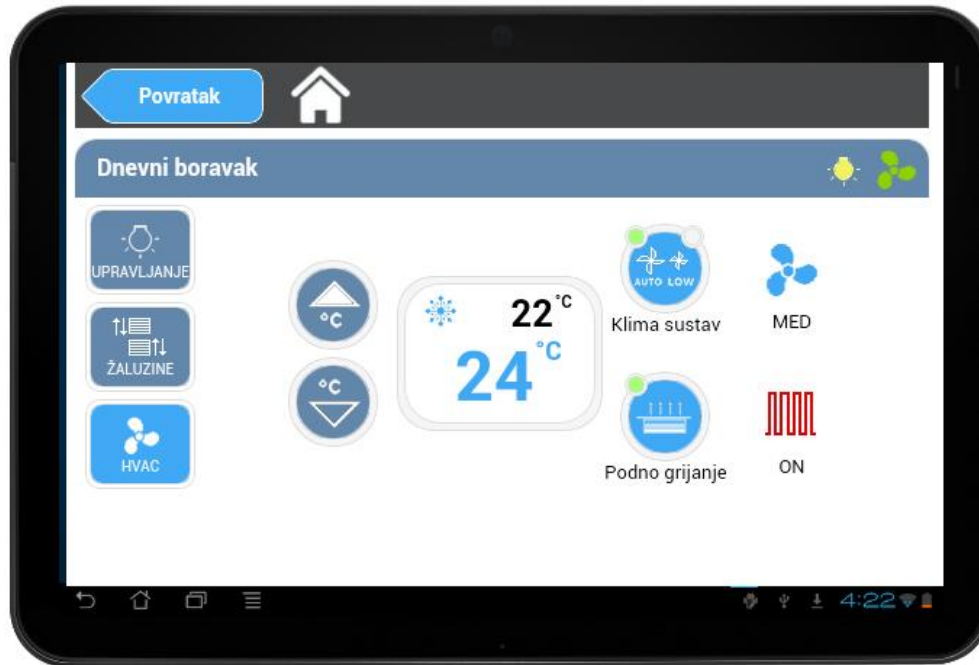 Povratak
Dnevni boravak
UPRAVLJANJE
ŽALUZINE
HVAC
°C
°C
22°C
24°C
AUTO LOW
Klima sustav
MED
Podno grijanje
ON
4:22